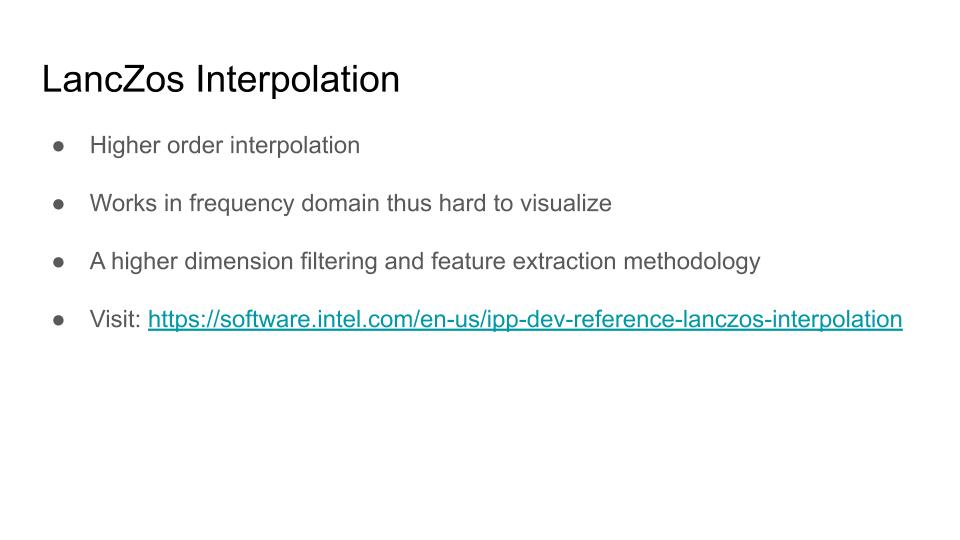 LancZos Interpolation
● Higher order interpolation
● Works in frequency domain thus hard to visualize
● A higher dimension filtering and feature extraction methodology
● Visit: https://software.intel.com/en-us/ipp-dev-reference-lanczos-interpolation